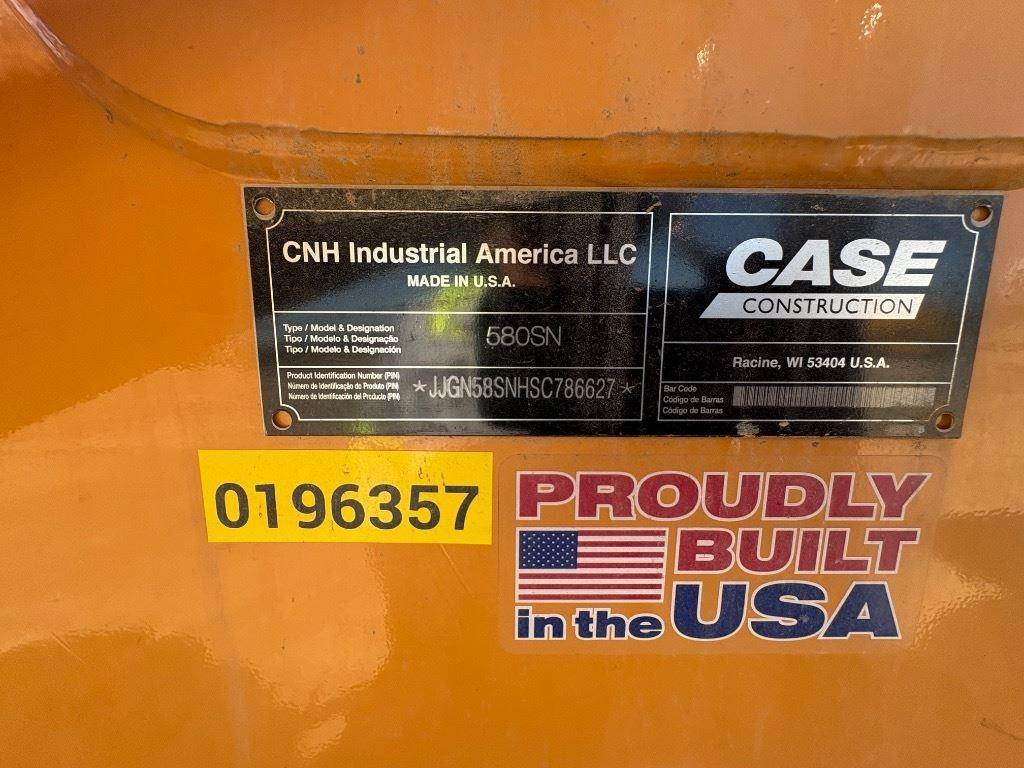 CNH Industrial America LLC
MADE IN U.S.A.
Type / Model & Designation
Tipo / Modelo & Designação
Tipo / Modelo & Designación
580SN
Product Identification Number (PIN)
Número de Identificação do Produto (PIN)
Número de Identificación del Producto (PIN)
★JJGN58SNHSC786627★
CASE
CONSTRUCTION
Racine, WI 53404 U.S.A.
Bar Code
Código de Barras
Código de Barras
0196357
PROUDLY
BUILT
in the USA